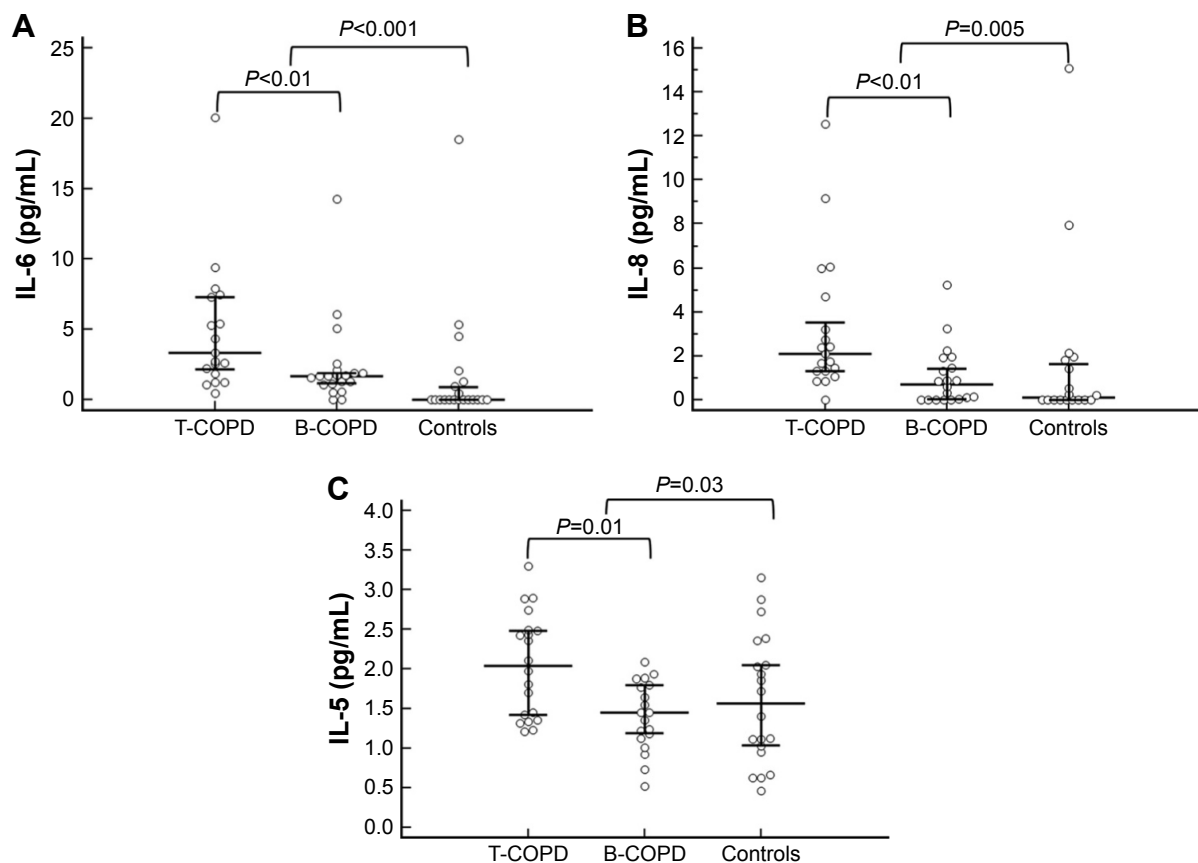 A
P<0.001
P<0.01
25
20
15
10
5
0
IL-6 (pg/mL)
T-COPD B-COPD Controls
B
P=0.005
P<0.01
16
14
12
10
8
6
4
2
0
IL-8 (pg/mL)
T-COPD B-COPD Controls
C
P=0.03
P=0.01
4.0
3.5
3.0
2.5
2.0
1.5
1.0
0.5
0.0
IL-5 (pg/mL)
T-COPD B-COPD Controls